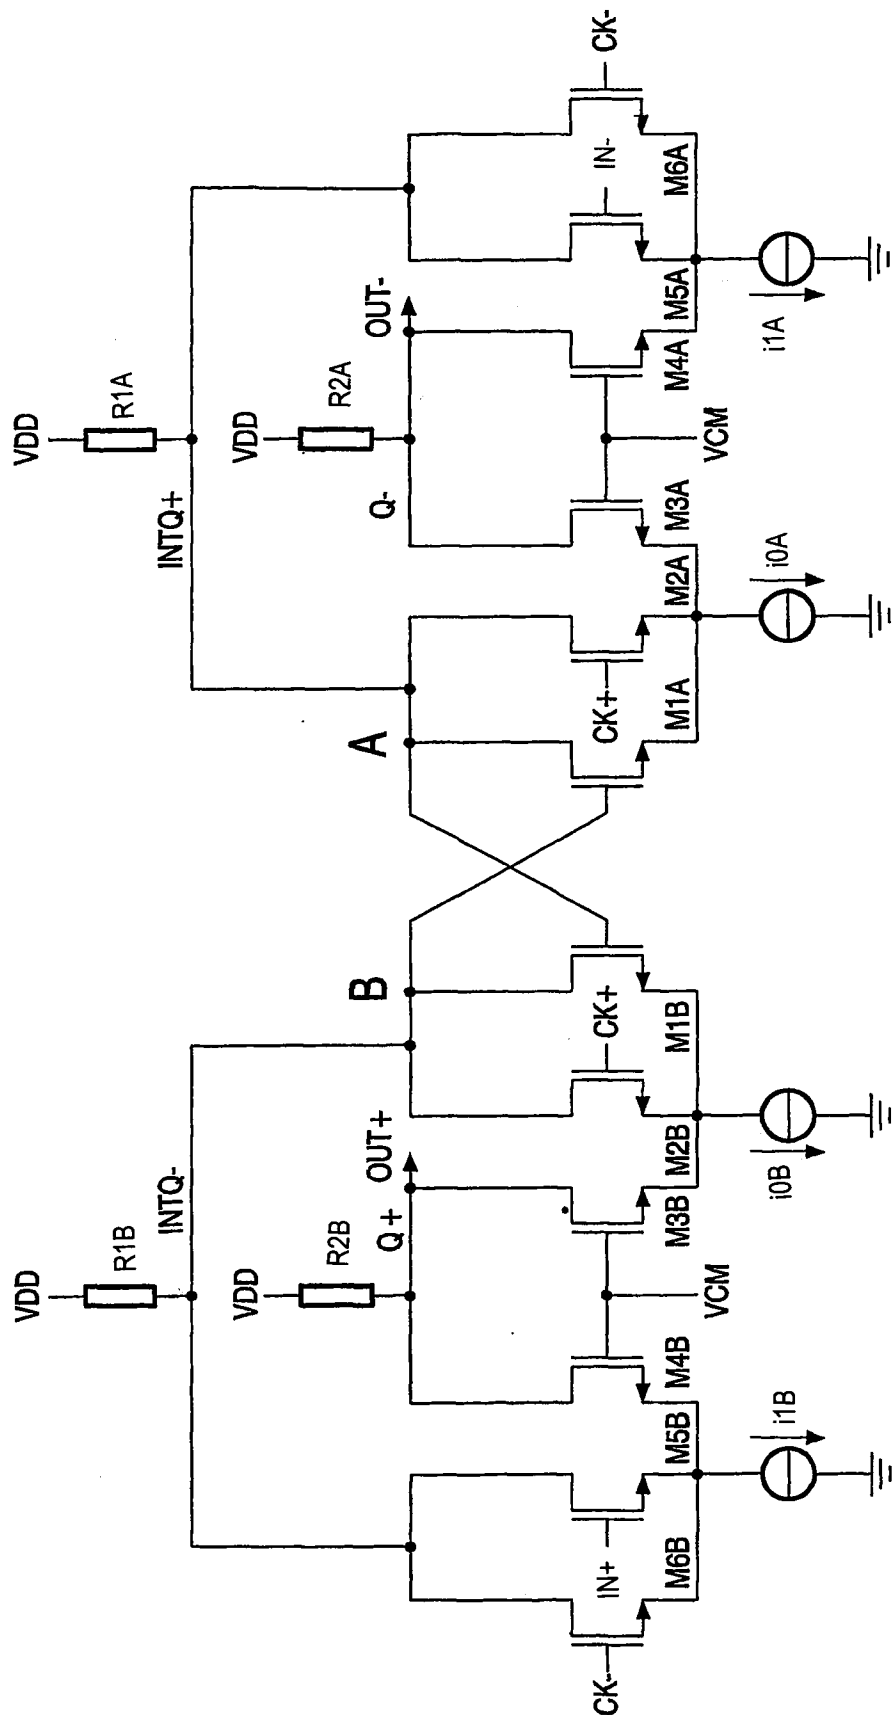 VDD
R1B
INTQ-
VDD
R1A
INTQ+
VDD
R2B
Q+
OUT+
B
A
Q-
VDD
R2A
OUT-
CK-
IN+
CK+
CK+
IN-
CK-
M6B
M5B
M4B
VCM
M3B
M2B
M1B
M1A
M2A
M3A
VCM
M4A
M5A
M6A
i1B
i0B
i0A
i1A